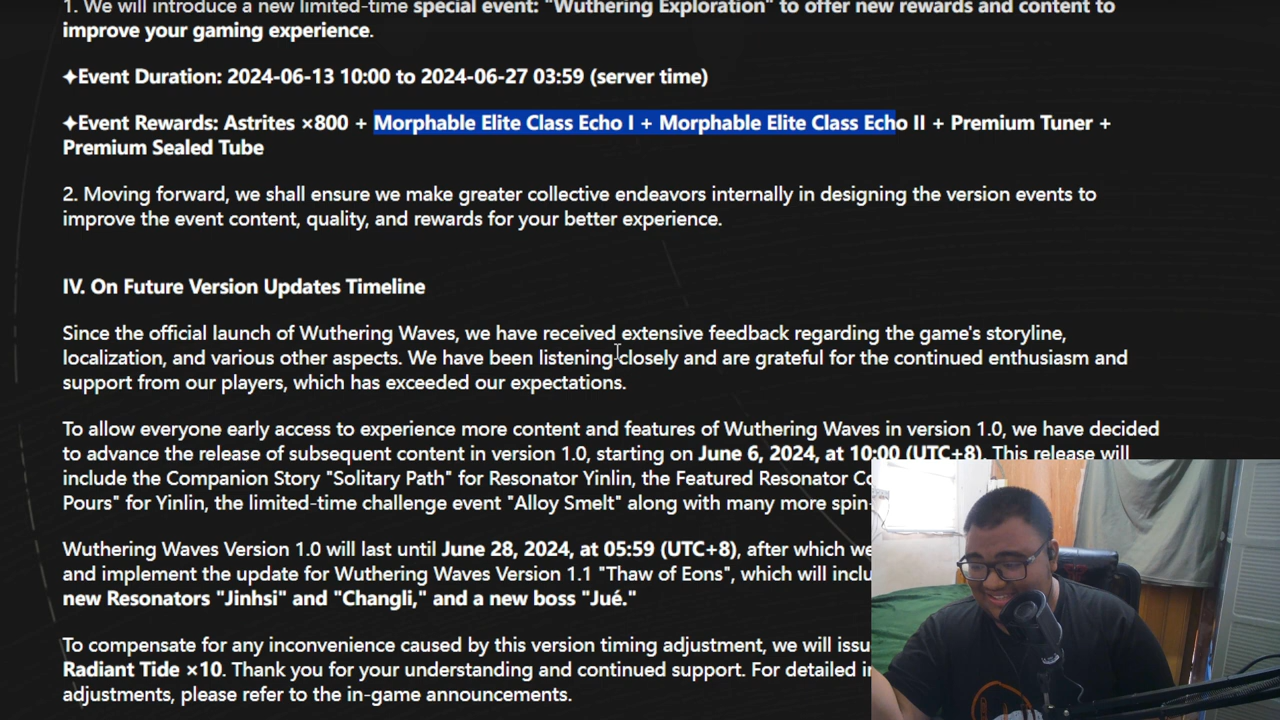 1. We will introduce a new limited-time special event: "Wuthering Exploration" to offer new rewards and content to
improve your gaming experience.
✦Event Duration: 2024-06-13 10:00 to 2024-06-27 03:59 (server time)
✦Event Rewards: Astrites ×800 + Morphable Elite Class Echo I + Morphable Elite Class Echo II + Premium Tuner +
Premium Sealed Tube
2. Moving forward, we shall ensure we make greater collective endeavors internally in designing the version events to
improve the event content, quality, and rewards for your better experience.
IV. On Future Version Updates Timeline
Since the official launch of Wuthering Waves, we have received extensive feedback regarding the game's storyline,
localization, and various other aspects. We have been listening closely and are grateful for the continued enthusiasm and
support from our players, which has exceeded our expectations.
To allow everyone early access to experience more content and features of Wuthering Waves in version 1.0, we have decided
to advance the release of subsequent content in version 1.0, starting on June 6, 2024, at 10:00 (UTC+8). This release will
include the Companion Story "Solitary Path" for Resonator Yinlin, the Featured Resonator
Pours" for Yinlin, the limited-time challenge event "Alloy Smelt" along with many more spin-
Wuthering Waves Version 1.0 will last until June 28, 2024, at 05:59 (UTC+8), after which we
and implement the update for Wuthering Waves Version 1.1 "Thaw of Eons", which will
new Resonators "Jinhsi" and "Changli," and a new boss "Jué."
To compensate for any inconvenience caused by this version timing adjustment, we will
Radiant Tide ×10. Thank you for your understanding and continued support. For detailed
adjustments, please refer to the in-game announcements.